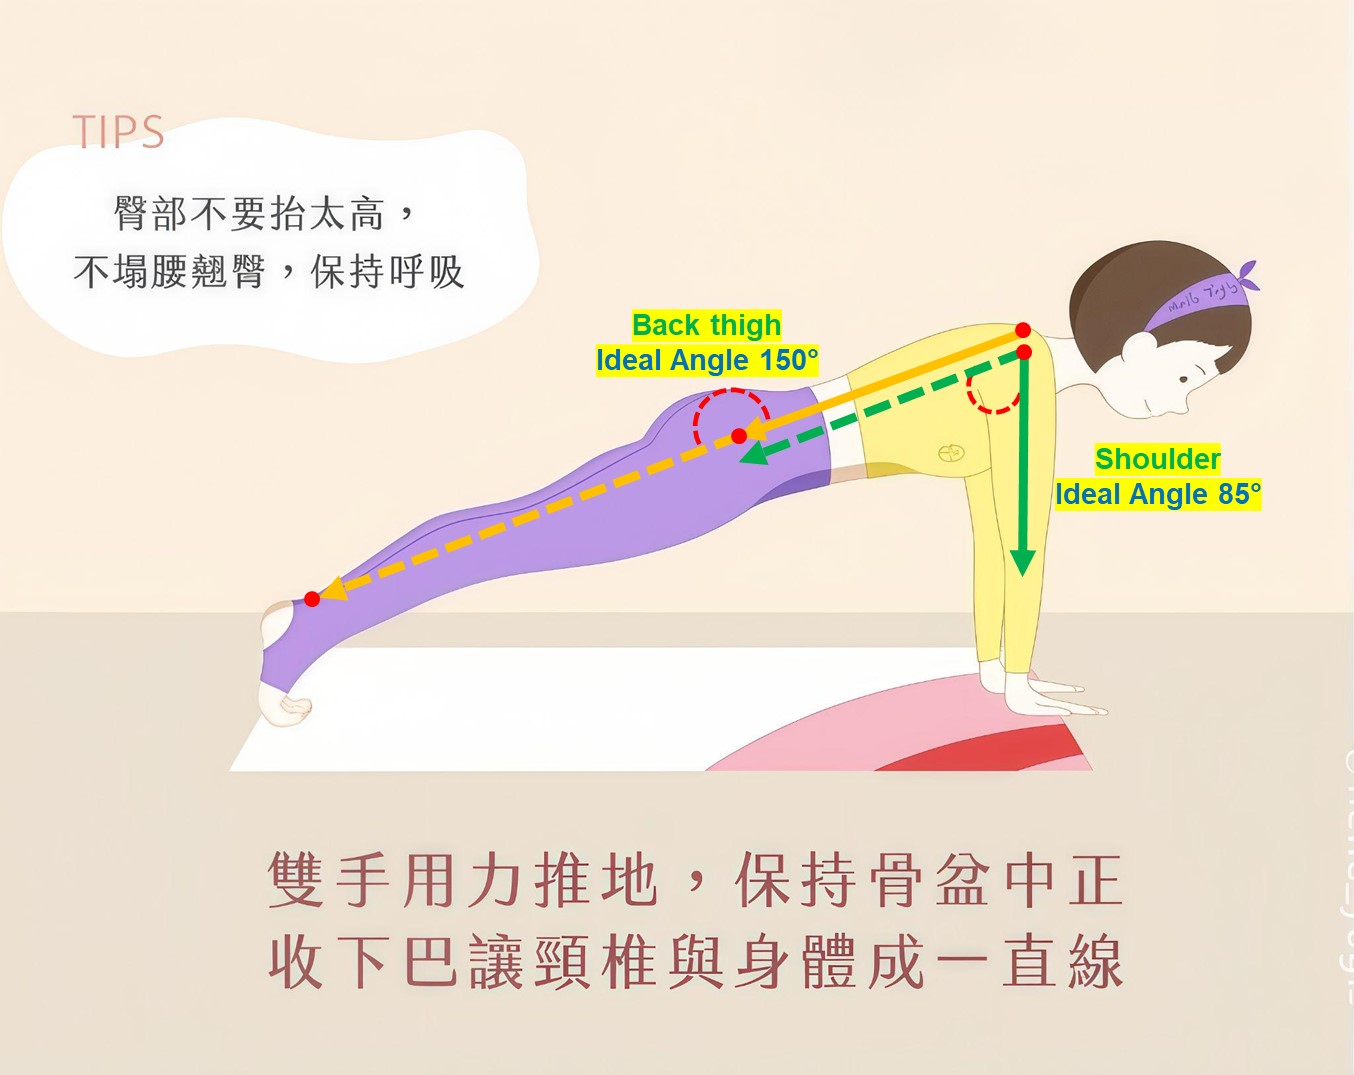 TIPS
臀部不要抬太高，
不塌腰翹臀，保持呼吸
Back thigh
Ideal Angle 150°
Shoulder
Ideal Angle 85°
雙手用力推地，保持骨盆中正
收下巴讓頸椎與身體成一直線